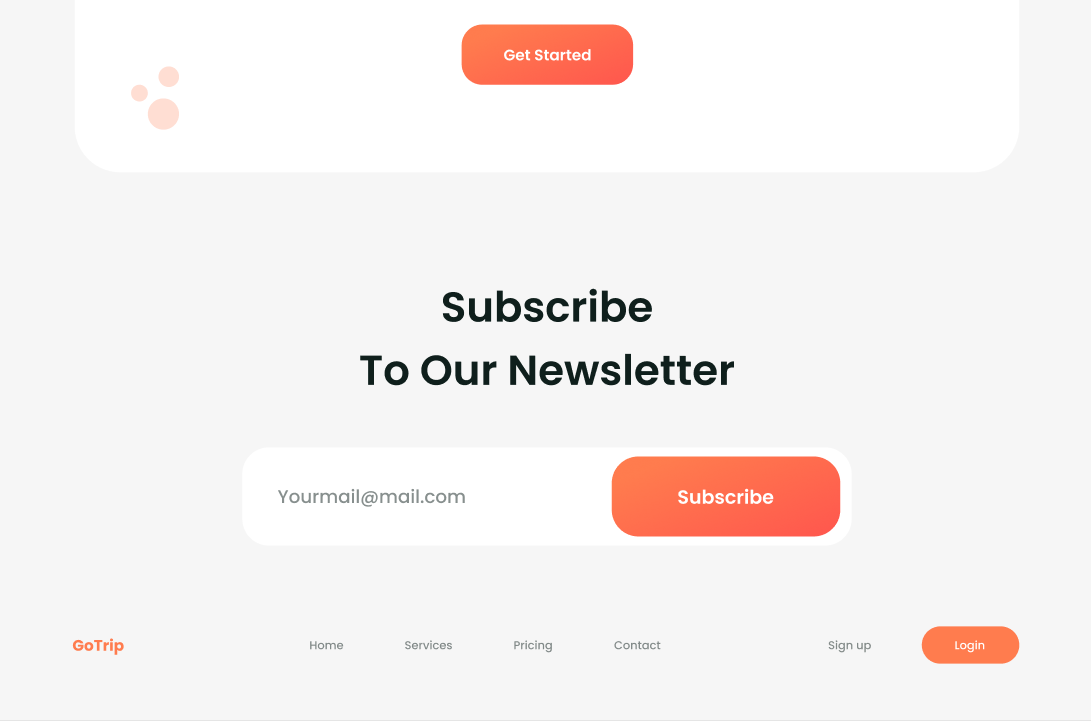 Get Started
Subscribe
To Our Newsletter
Yourmail@mail.com
Subscribe
GoTrip
Home
Services
Pricing
Contact
Sign up
Login